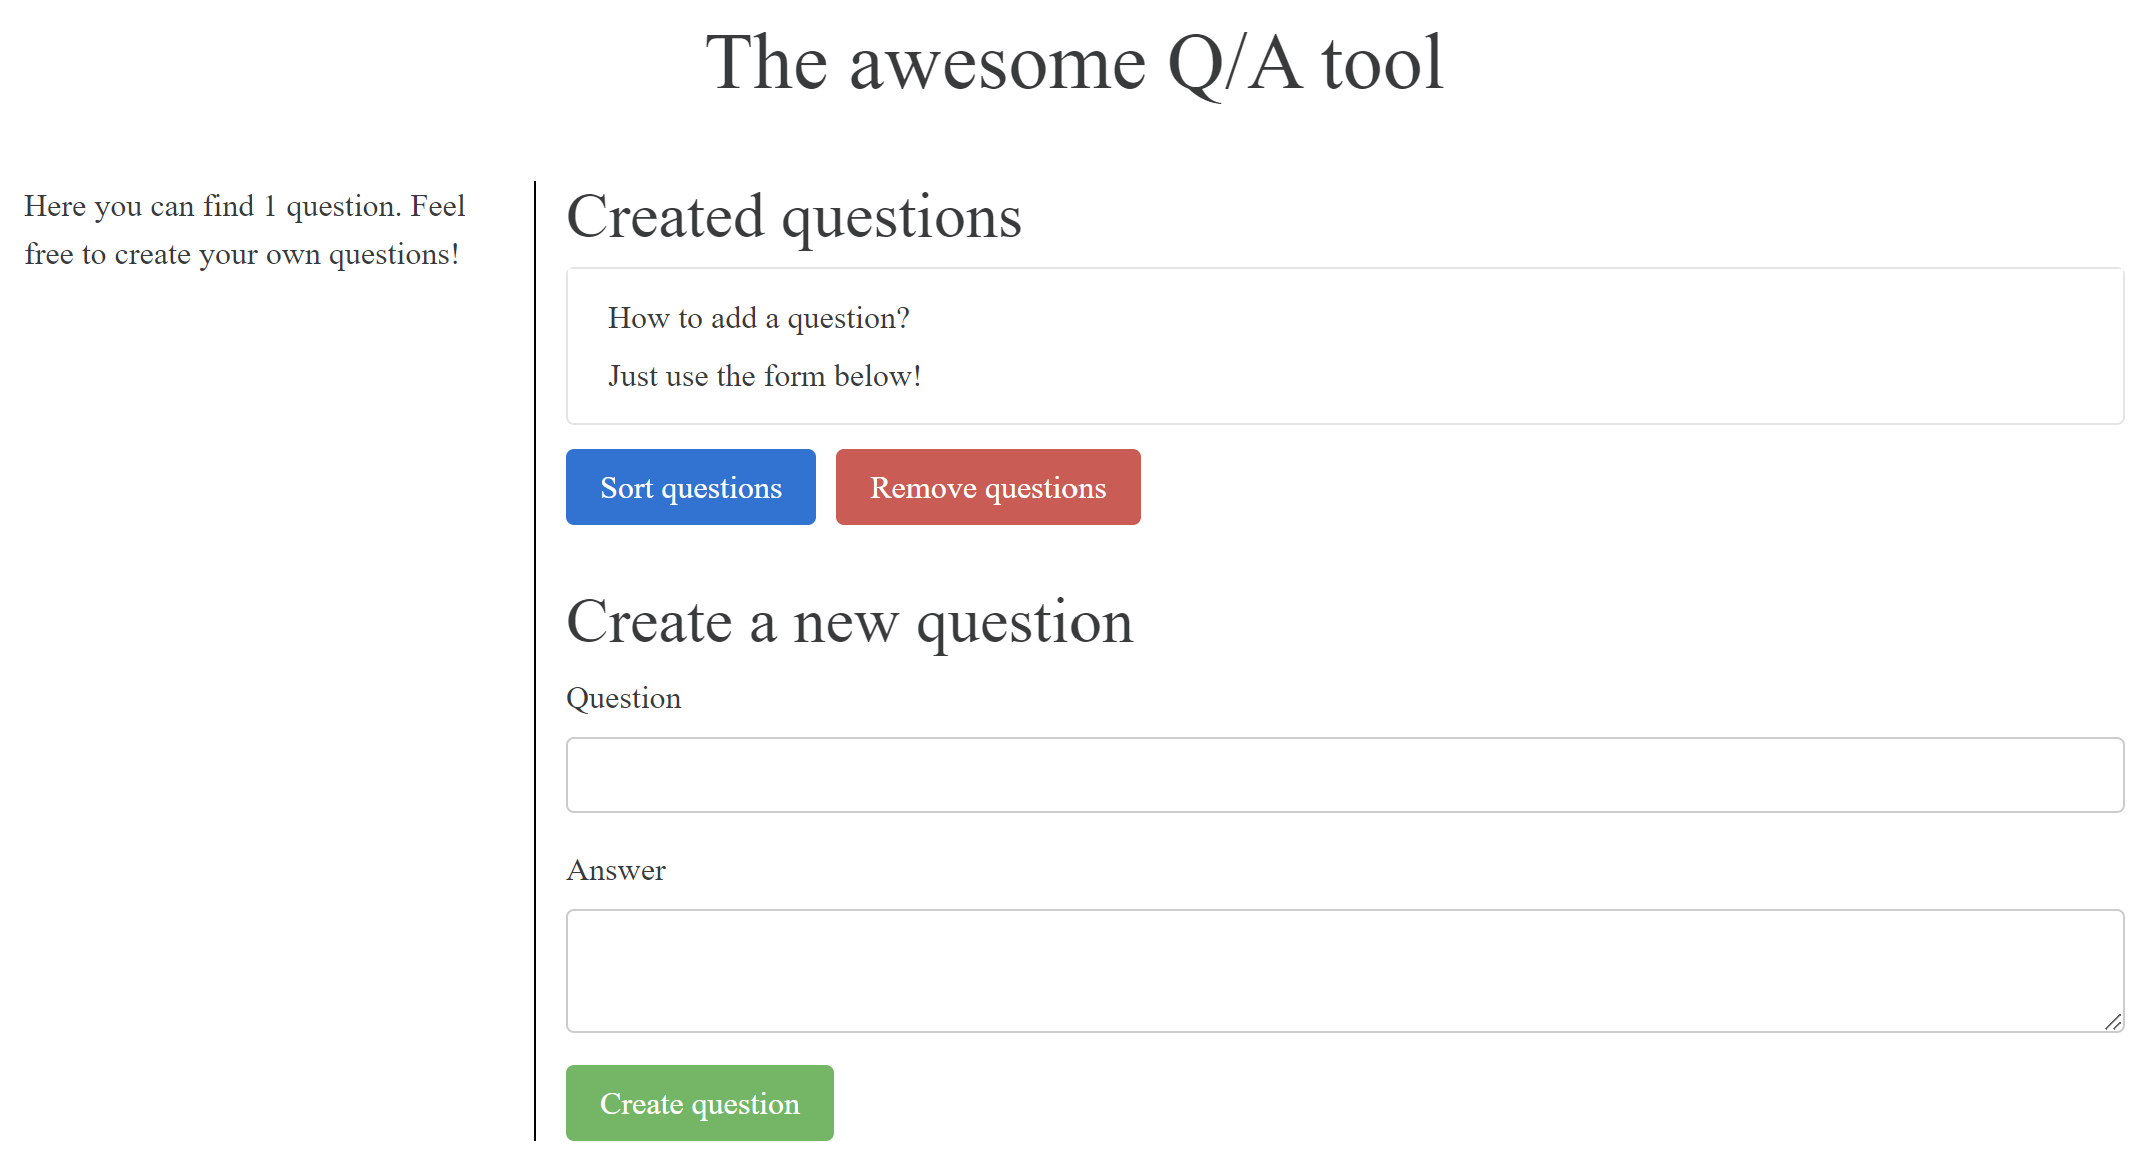 The awesome Q/A tool
Here you can find 1 question. Feel
free to create your own questions!
Created questions
How to add a question?
Just use the form below!
Sort questions
Remove questions
Create a new question
Question
Answer
Create question